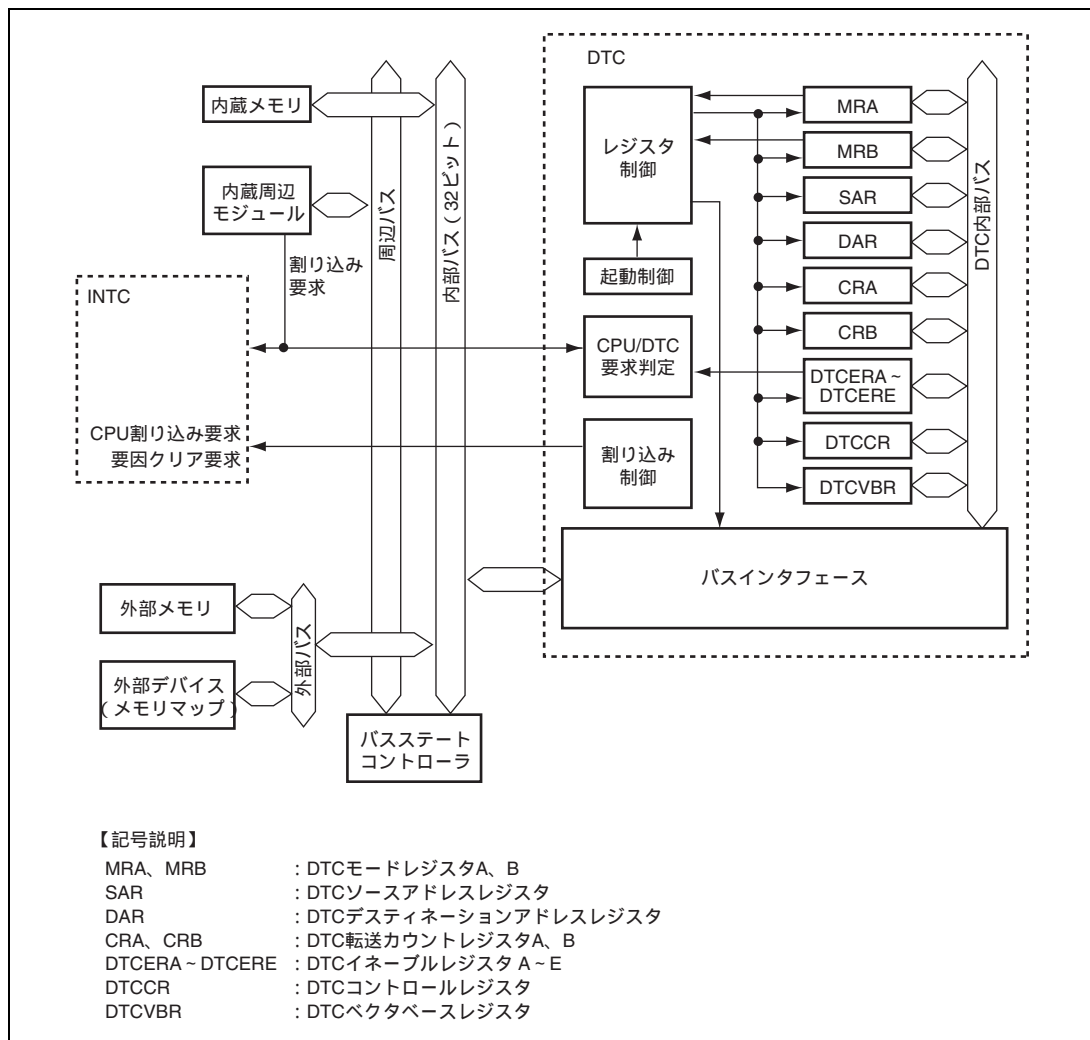 DTC
内蔵メモリ
内蔵周辺
モジュール
割り込み
要求
周辺バス
内部バス（32ビット）
INTC
CPU割り込み要求
要因クリア要求
レジスタ
制御
起動制御
CPU/DTC
要求判定
割り込み
制御
MRA
MRB
SAR
DAR
CRA
CRB
DTCERA～
DTCERE
DTCCR
DTCVBR
DTC内部バス
バスインタフェース
外部メモリ
外部デバイス
（メモリマップ）
外部バス
バスステート
コントローラ
【記号説明】
MRA、MRB ：DTCモードレジスタA、B
SAR ：DTCソースアドレスレジスタ
DAR ：DTCデスティネーションアドレスレジスタ
CRA、CRB ：DTC転送カウントレジスタA、B
DTCERA～DTCERE ：DTCイネーブルレジスタ A～E
DTCCR ：DTCコントロールレジスタ
DTCVBR ：DTCベクタベースレジスタ